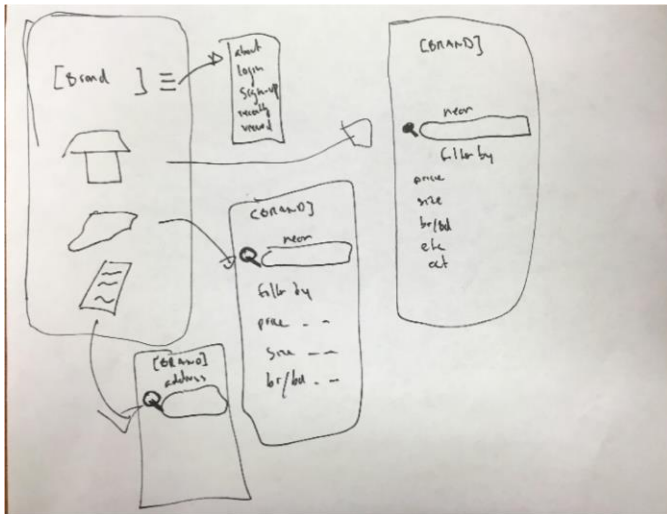 [Brand ]
about
login
sign-up
recently
viewed
[BRAND]
near
filter by
price
size
br/bd
etc
[BRAND]
near
filter by
price - -
size - -
br/bd - -
[BRAND]
address